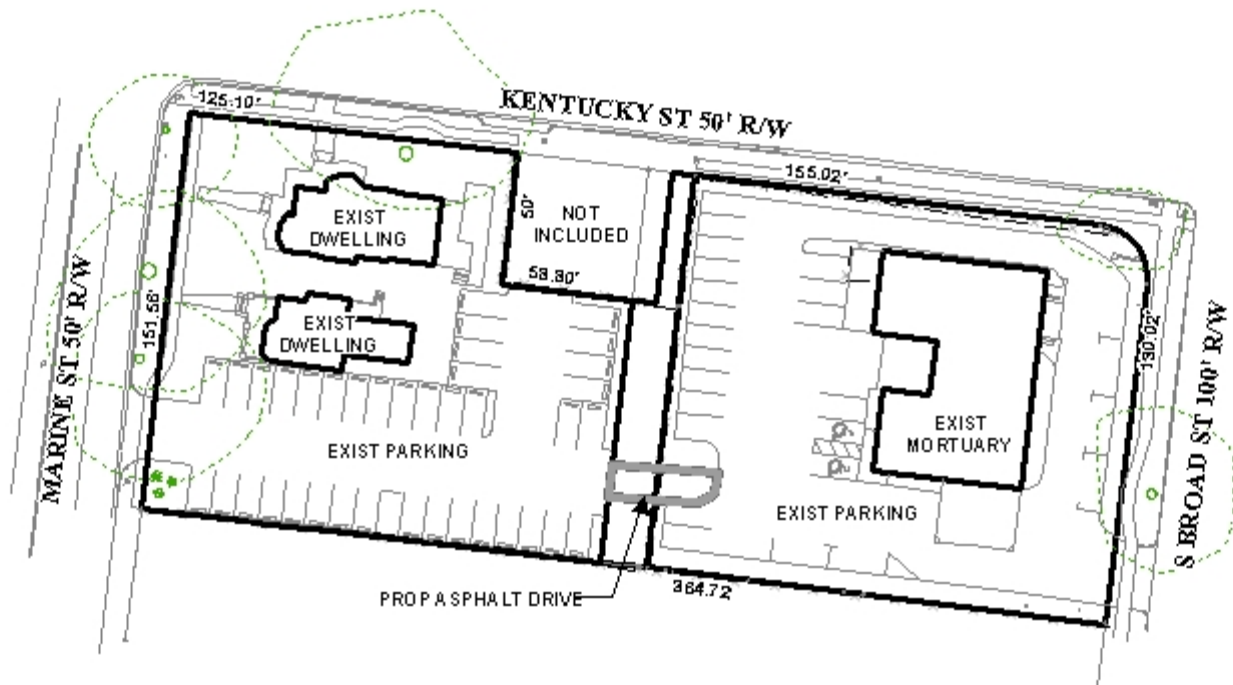 125.10'
KENTUCKY ST 50' R/W
155.02'
EXIST
DWELLING
50'
NOT
INCLUDED
58.80'
MARINE ST 50' R/W
151.56'
EXIST
DWELLING
130.02'
S BROAD ST 100' R/W
EXIST
MORTUARY
EXIST PARKING
EXIST PARKING
PROP ASPHALT DRIVE
364.72